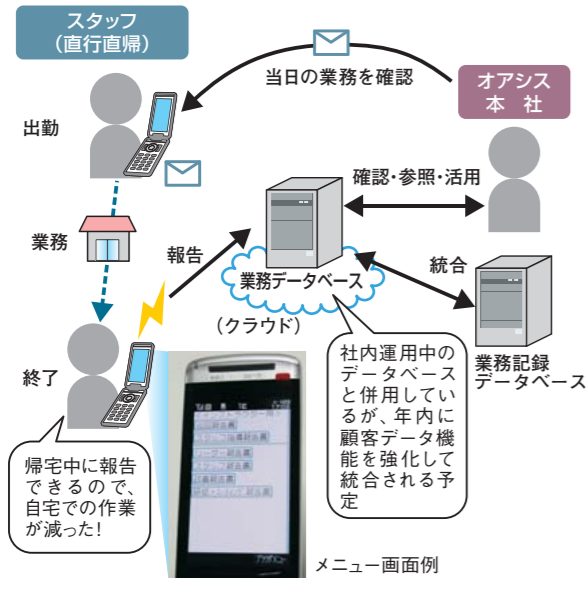 スタッフ
（直行直帰）
当日の業務を確認
オアシス
本 社
出勤
確認・参照・活用
業務
報告
業務データベース
（クラウド）
統合
業務記録
データベース
終了
社内運用中の
データベース
と併用してい
るが、年内に
顧客データ機
能を強化して
統合される予
定
帰宅中に報告
できるので、
自宅での作業
が減った!
メニュー画面例